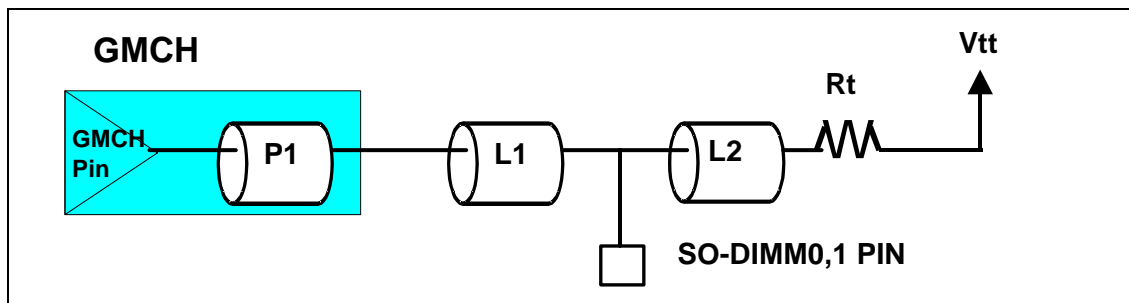 GMCH
Vtt
Rt
GMCH
Pin
P1
L1
L2
SO-DIMM0,1 PIN